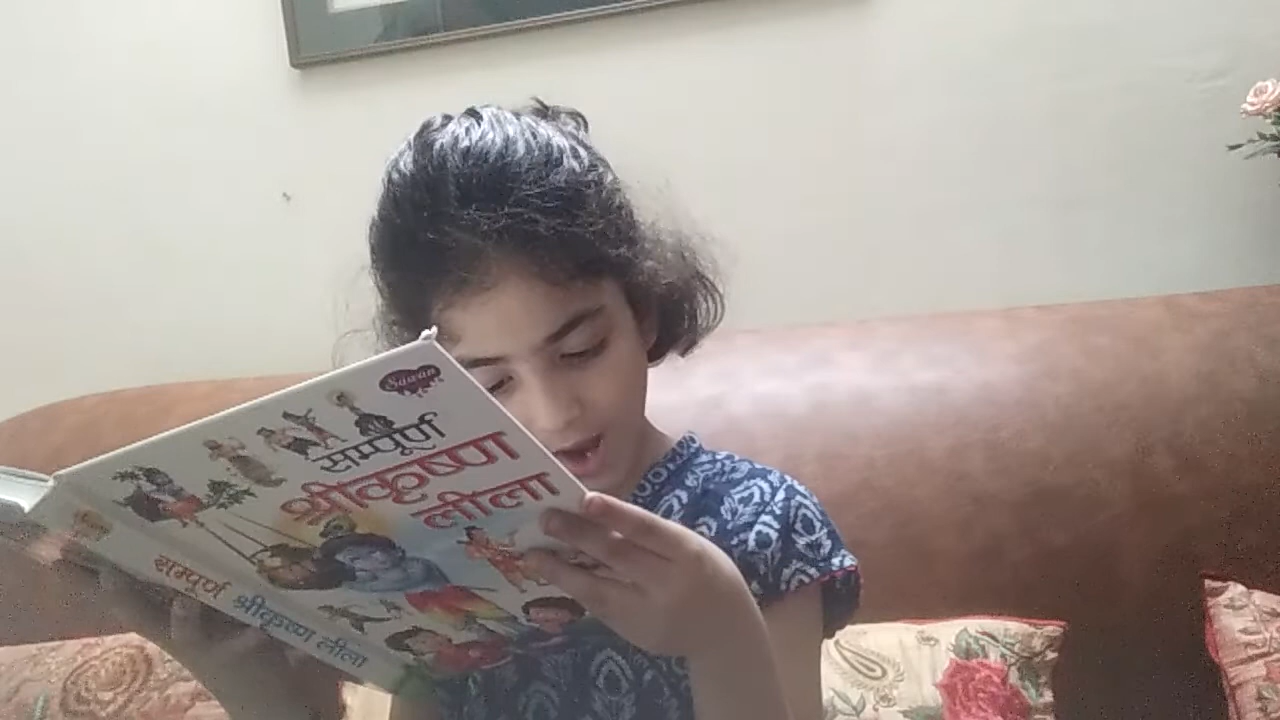 Sawan
सम्पूर्ण
श्रीकृष्ण
लीला
सम्पूर्ण श्रीकृष्ण लीला